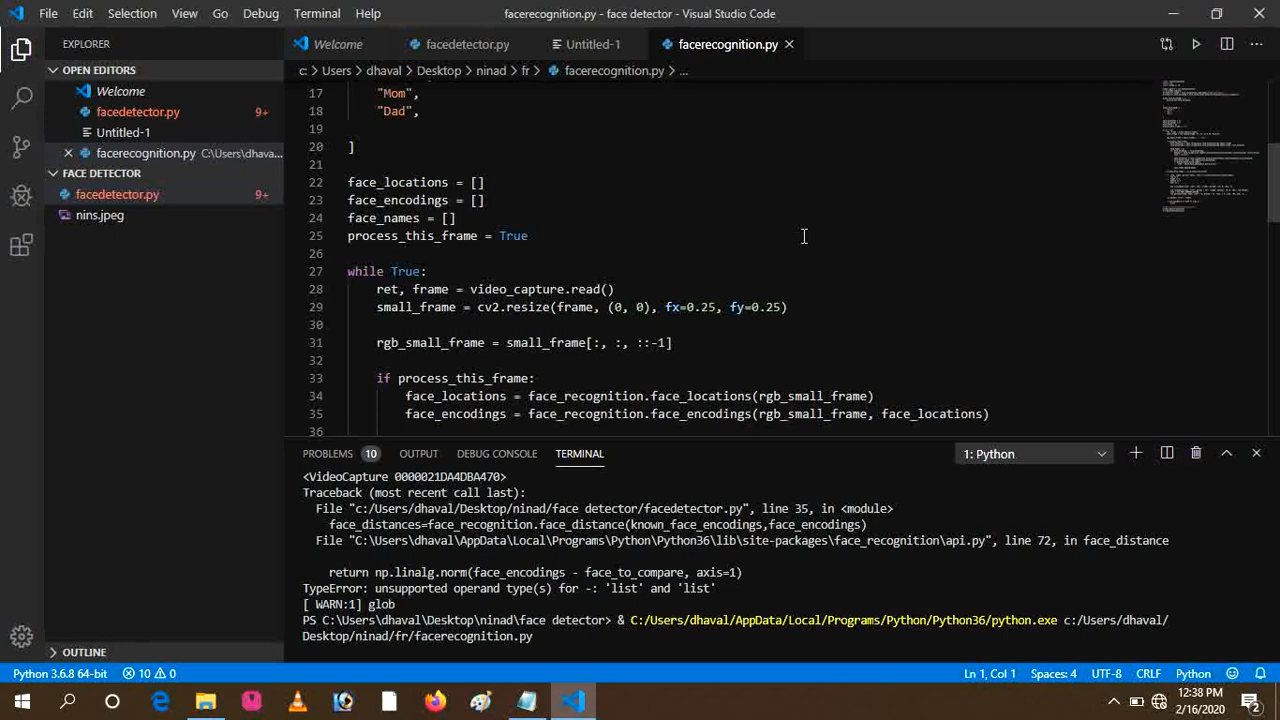 File Edit Selection View Go Debug Terminal Help facerecognition.py - face detector - Visual Studio Code
EXPLORER
OPEN EDITORS
Welcome
facedetector.py 9+
Untitled-1
facerecognition.py C:\Users\dhava...
FACE DETECTOR
facedetector.py 9+
nins.jpeg
OUTLINE
Welcome facedetector.py Untitled-1 facerecognition.py
c: > Users > dhaval > Desktop > ninad > fr > facerecognition.py > ...
17 "Mom",
18 "Dad",
19
20 ]
21
22 face_locations = []
23 face_encodings = []
24 face_names = []
25 process_this_frame = True
26
27 while True:
28 ret, frame = video_capture.read()
29 small_frame = cv2.resize(frame, (0, 0), fx=0.25, fy=0.25)
30
31 rgb_small_frame = small_frame[:, :, ::-1]
32
33 if process_this_frame:
34 face_locations = face_recognition.face_locations(rgb_small_frame)
35 face_encodings = face_recognition.face_encodings(rgb_small_frame, face_locations)
36
PROBLEMS 10 OUTPUT DEBUG CONSOLE TERMINAL 1: Python
<VideoCapture 0000021DA4DBA470>
Traceback (most recent call last):
File "c:/Users/dhaval/Desktop/ninad/face detector/facedetector.py", line 35, in <module>
face_distances=face_recognition.face_distance(known_face_encodings,face_encodings)
File "C:\Users\dhaval\AppData\Local\Programs\Python\Python36\lib\site-packages\face_recognition\api.py", line 72, in face_distance
return np.linalg.norm(face_encodings - face_to_compare, axis=1)
TypeError: unsupported operand type(s) for -: 'list' and 'list'
[ WARN:1] glob
PS C:\Users\dhaval\Desktop\ninad\face detector> & C:/Users/dhaval/AppData/Local/Programs/Python/Python36/python.exe c:/Users/dhaval/
Desktop/ninad/fr/facerecognition.py
Python 3.6.8 64-bit 10 0 Ln 1, Col 1 Spaces: 4 UTF-8 CRLF Python
12:38 PM
2/16/2020
2